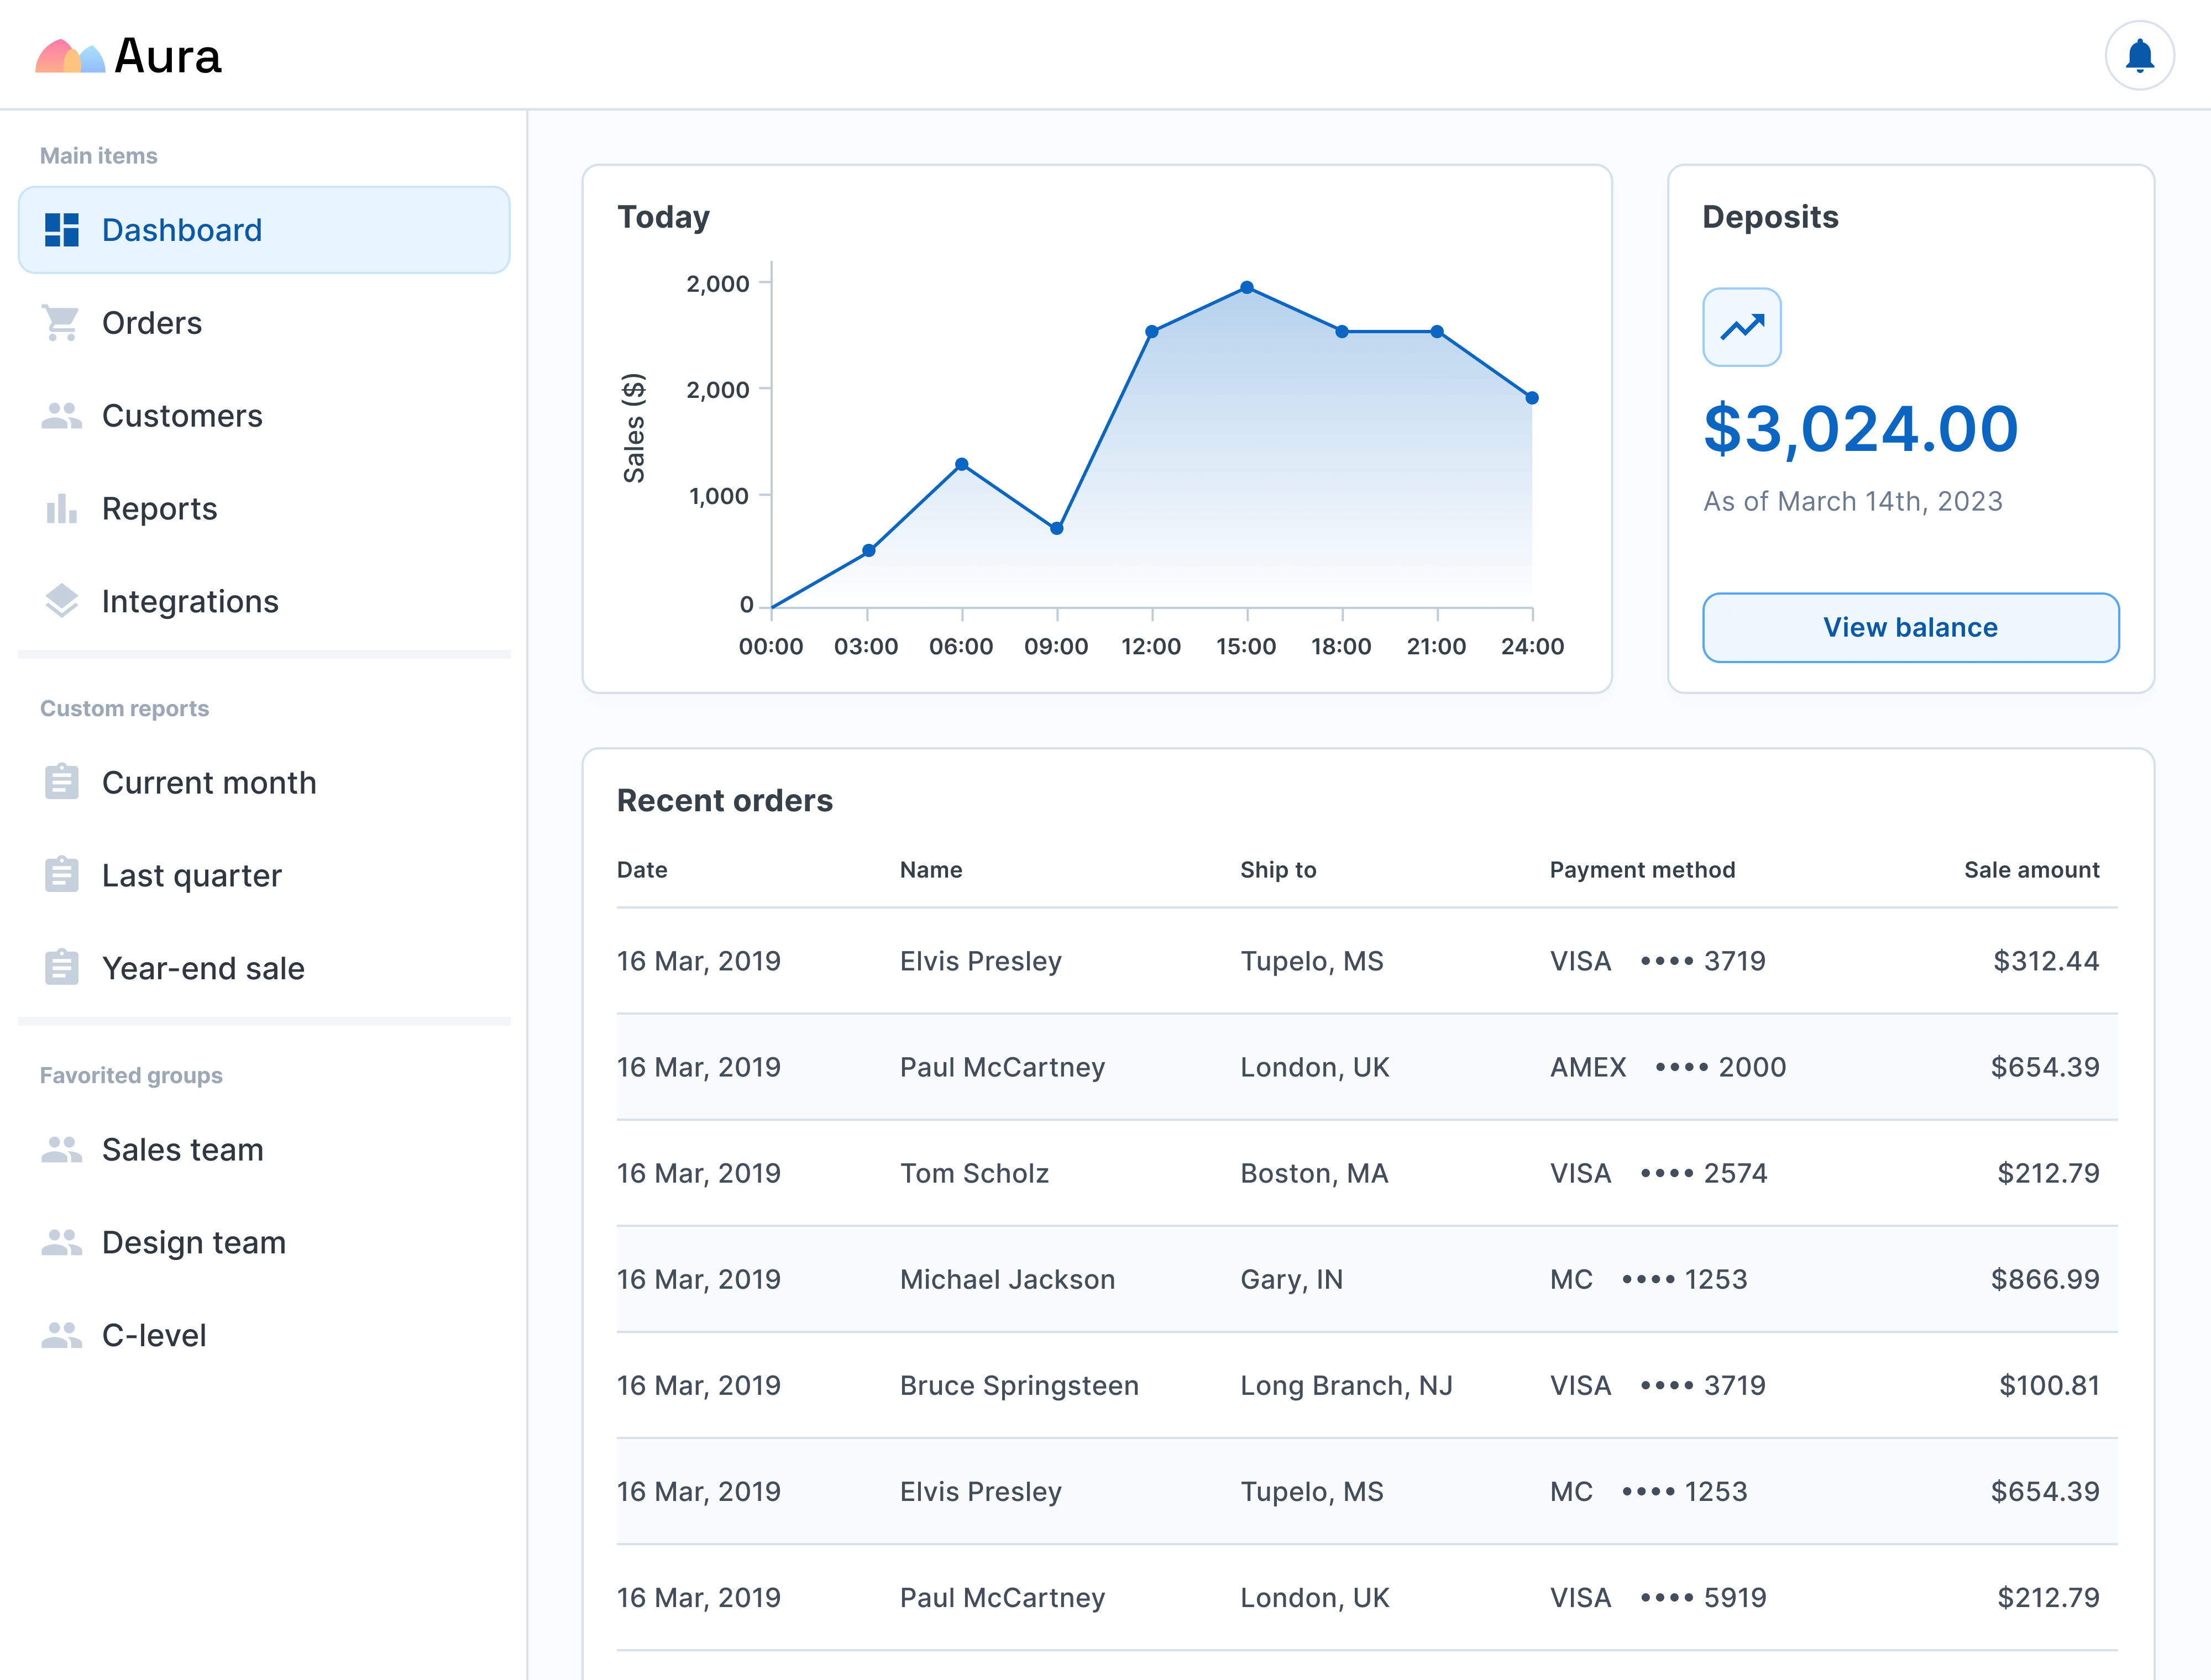 Aura
Main items
Dashboard
Orders
Customers
Reports
Integrations
Custom reports
Current month
Last quarter
Year-end sale
Favorited groups
Sales team
Design team
C-level
Today
Sales ($)
2,000
2,000
1,000
0
00:00 03:00 06:00 09:00 12:00 15:00 18:00 21:00 24:00
Deposits
$3,024.00
As of March 14th, 2023
View balance
Recent orders
Date Name Ship to Payment method Sale amount
16 Mar, 2019 Elvis Presley Tupelo, MS VISA •••• 3719 $312.44
16 Mar, 2019 Paul McCartney London, UK AMEX •••• 2000 $654.39
16 Mar, 2019 Tom Scholz Boston, MA VISA •••• 2574 $212.79
16 Mar, 2019 Michael Jackson Gary, IN MC •••• 1253 $866.99
16 Mar, 2019 Bruce Springsteen Long Branch, NJ VISA •••• 3719 $100.81
16 Mar, 2019 Elvis Presley Tupelo, MS MC •••• 1253 $654.39
16 Mar, 2019 Paul McCartney London, UK VISA •••• 5919 $212.79